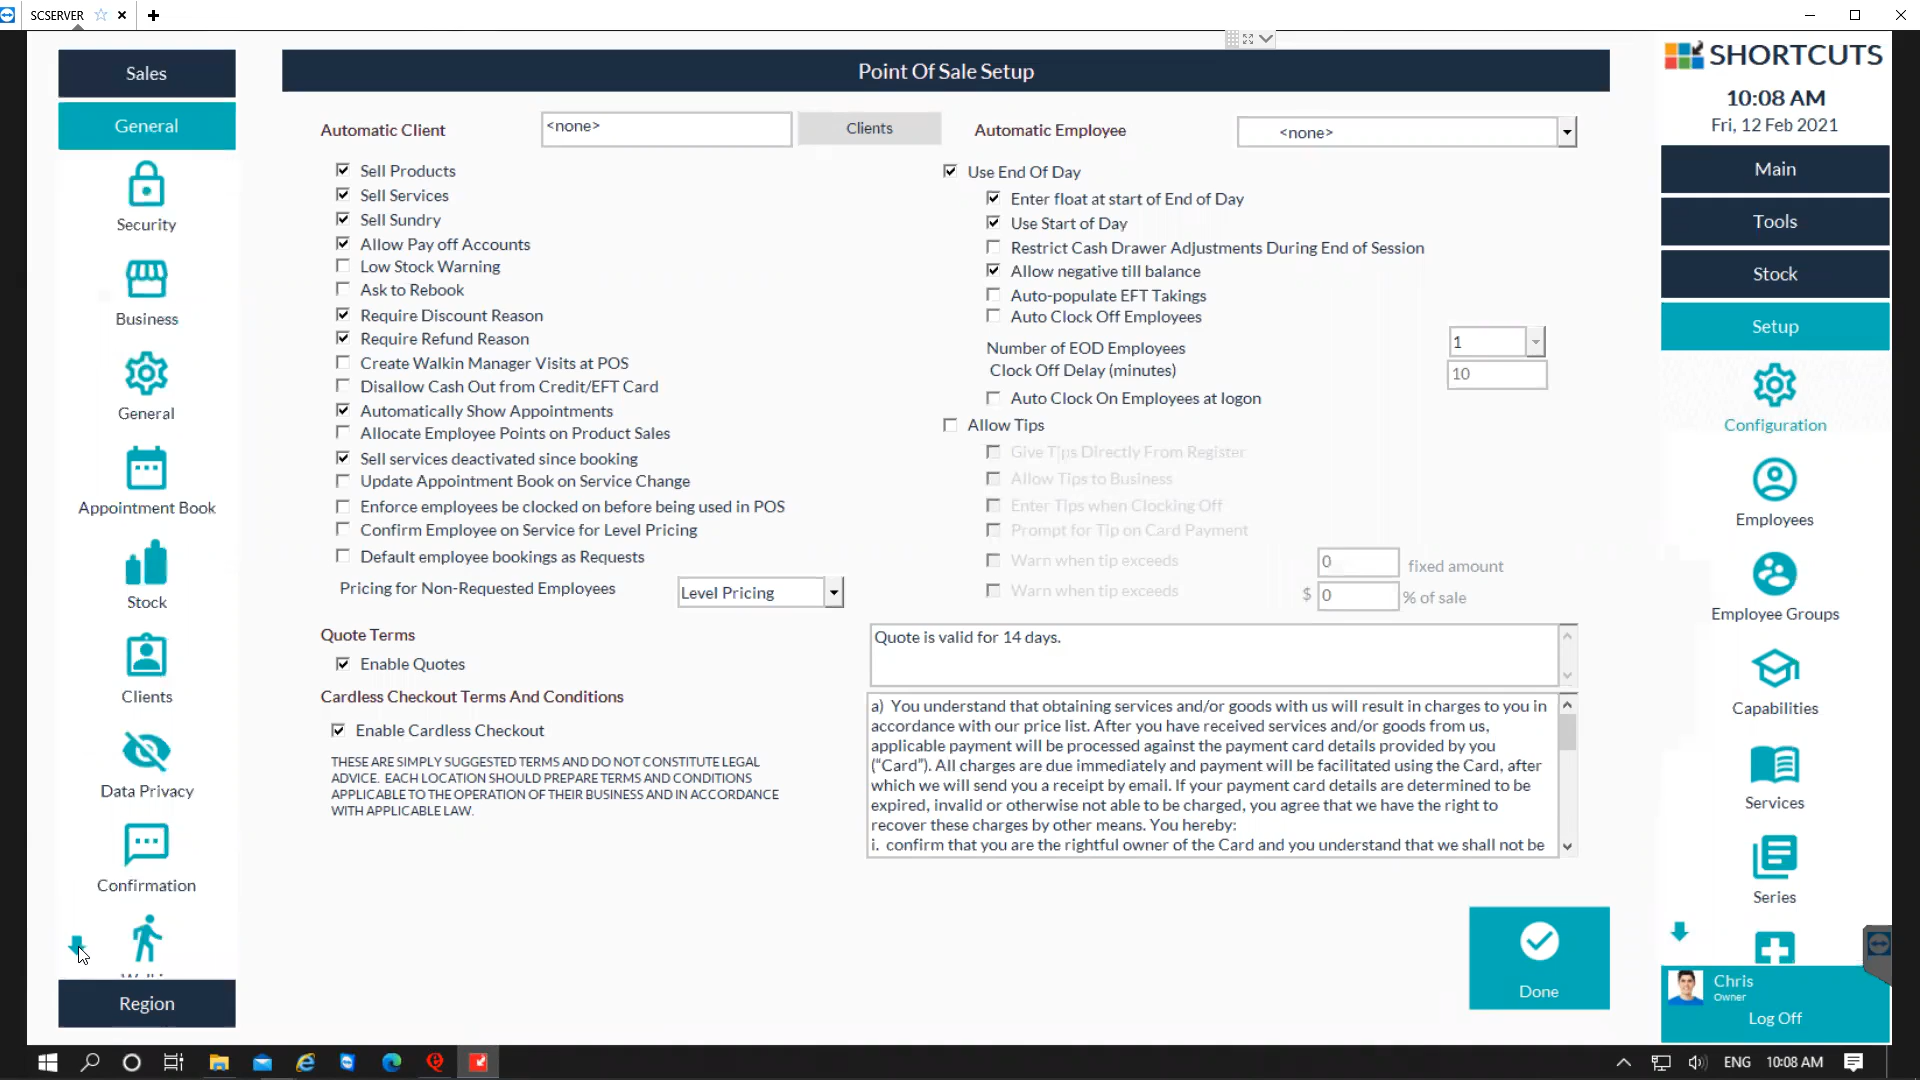 SCSERVER
Sales
General
Security
Business
General
Appointment Book
Stock
Clients
Data Privacy
Confirmation
Region
Point Of Sale Setup
Automatic Client
<none>
Clients
Automatic Employee
<none>
Sell Products
Sell Services
Sell Sundry
Allow Pay off Accounts
Low Stock Warning
Ask to Rebook
Require Discount Reason
Require Refund Reason
Create Walkin Manager Visits at POS
Disallow Cash Out from Credit/EFT Card
Automatically Show Appointments
Allocate Employee Points on Product Sales
Sell services deactivated since booking
Update Appointment Book on Service Change
Enforce employees be clocked on before being used in POS
Confirm Employee on Service for Level Pricing
Default employee bookings as Requests
Pricing for Non-Requested Employees
Level Pricing
Use End Of Day
Enter float at start of End of Day
Use Start of Day
Restrict Cash Drawer Adjustments During End of Session
Allow negative till balance
Auto-populate EFT Takings
Auto Clock Off Employees
Number of EOD Employees
1
Clock Off Delay (minutes)
10
Auto Clock On Employees at logon
Allow Tips
Give Tips Directly From Register
Allow Tips to Business
Enter Tips when Clocking Off
Prompt for Tip on Card Payment
Warn when tip exceeds
0
fixed amount
Warn when tip exceeds
$ 0
% of sale
Quote Terms
Enable Quotes
Quote is valid for 14 days.
Cardless Checkout Terms And Conditions
Enable Cardless Checkout
THESE ARE SIMPLY SUGGESTED TERMS AND DO NOT CONSTITUTE LEGAL
ADVICE. EACH LOCATION SHOULD PREPARE TERMS AND CONDITIONS
APPLICABLE TO THE OPERATION OF THEIR BUSINESS AND IN ACCORDANCE
WITH APPLICABLE LAW.
a) You understand that obtaining services and/or goods with us will result in charges to you in
accordance with our price list. After you have received services and/or goods from us,
applicable payment will be processed against the payment card details provided by you
(“Card”). All charges are due immediately and payment will be facilitated using the Card, after
which we will send you a receipt by email. If your payment card details are determined to be
expired, invalid or otherwise not able to be charged, you agree that we have the right to
recover these charges by other means. You hereby:
i. confirm that you are the rightful owner of the Card and you understand that we shall not be
Done
SHORTCUTS
10:08 AM
Fri, 12 Feb 2021
Main
Tools
Stock
Setup
Configuration
Employees
Employee Groups
Capabilities
Services
Series
Chris
Owner
Log Off
ENG
10:08 AM